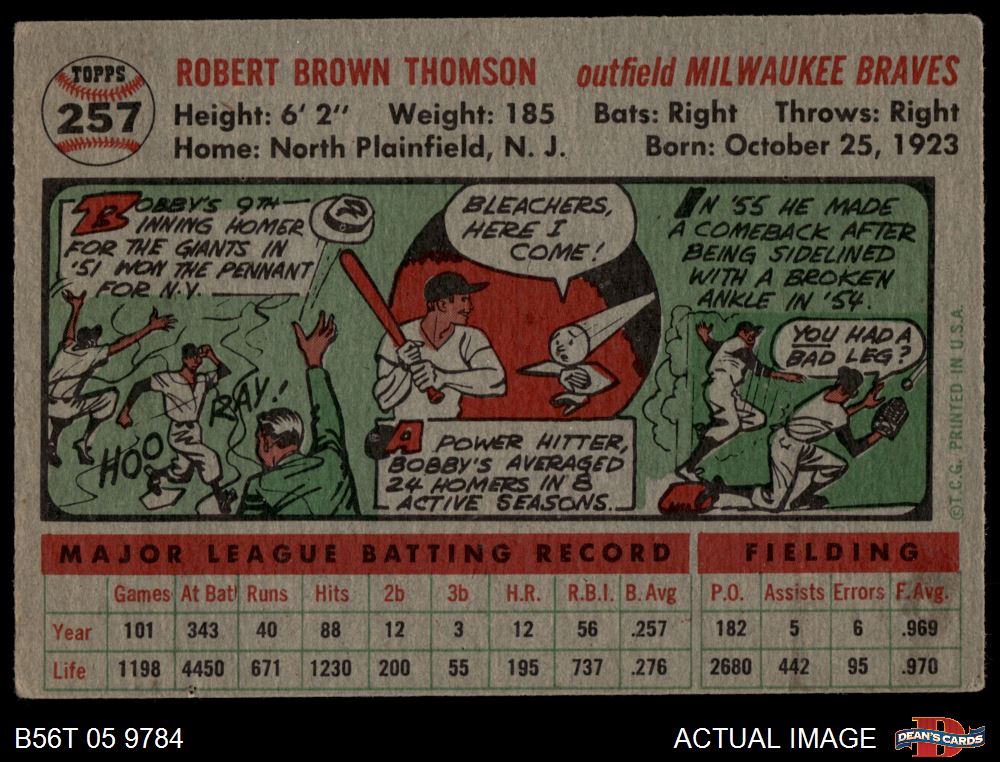 TOPPS
257
ROBERT BROWN THOMSON outfield MILWAUKEE BRAVES
Height: 6' 2" Weight: 185 Bats: Right Throws: Right
Home: North Plainfield, N. J. Born: October 25, 1923
BOBBY'S 9TH
INNING HOMER
FOR THE GIANTS IN
'51 WON THE PENNANT
FOR N.Y.
HOO RAY!
BLEACHERS,
HERE I
COME!
A POWER HITTER,
BOBBY'S AVERAGED
24 HOMERS IN 8
ACTIVE SEASONS.
IN '55 HE MADE
A COMEBACK AFTER
BEING SIDELINED
WITH A BROKEN
ANKLE IN '54.
YOU HAD A
BAD LEG?
©T.C.G. PRINTED IN U.S.A.
MAJOR LEAGUE BATTING RECORD FIELDING
Games At Bat Runs Hits 2b 3b H.R. R.B.I. B. Avg P.O. Assists Errors F. Avg.
Year 101 343 40 88 12 3 12 56 .257 182 5 6 .969
Life 1198 4450 671 1230 200 55 195 737 .276 2680 442 95 .970
B56T 05 9784 ACTUAL IMAGE DEAN'S CARDS